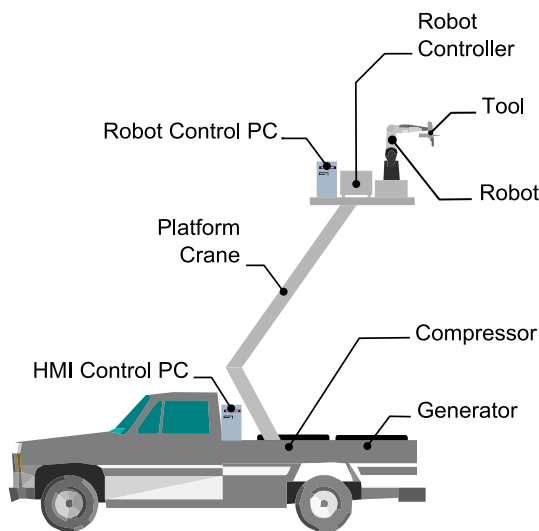 Robot
Controller
Tool
Robot Control PC
Robot
Platform
Crane
Compressor
HMI Control PC
Generator